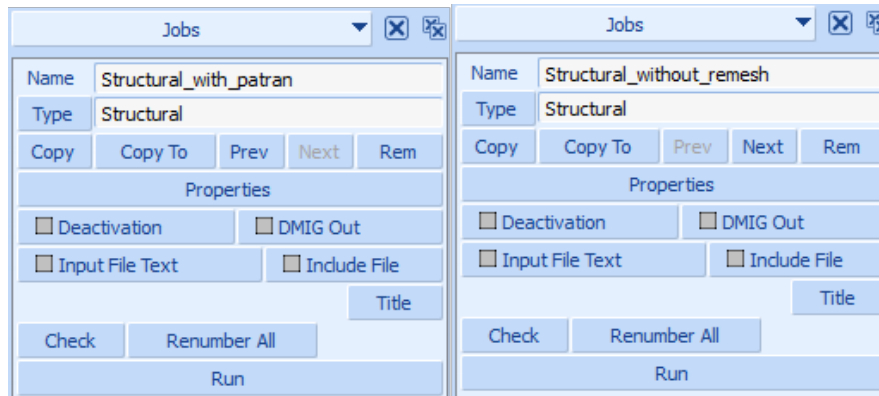 Jobs
Name Structural_with_patran
Type Structural
Copy Copy To Prev Next Rem
Properties
Deactivation DMIG Out
Input File Text Include File
Title
Check Renumber All
Run
Jobs
Name Structural_without_remesh
Type Structural
Copy Copy To Prev Next Rem
Properties
Deactivation DMIG Out
Input File Text Include File
Title
Check Renumber All
Run